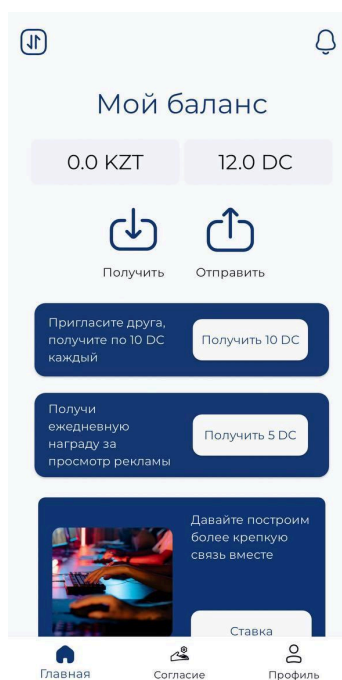 Мой баланс
0.0 KZT
12.0 DC
Получить
Отправить
Пригласите друга,
получите по 10 DC
каждый
Получить 10 DC
Получи
ежедневную
награду за
просмотр рекламы
Получить 5 DC
Давайте построим
более крепкую
связь вместе
Ставка
Главная
Согласие
Профиль